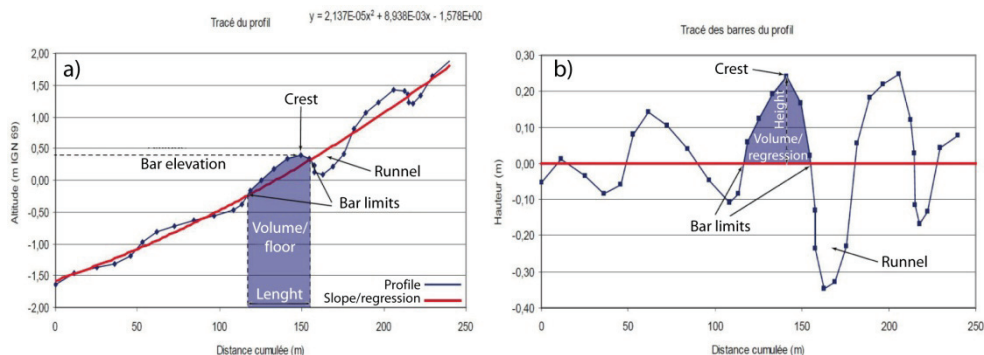 Tracé du profil
y = 2,137E-05x² + 8,938E-03x - 1,578E+00
a)
Altitude (m IGN 69)
2,00
1,50
1,00
0,50
0,00
-0,50
-1,00
-1,50
-2,00
Crest
Bar elevation
Runnel
Bar limits
Volume/
floor
Lenght
Profile
Slope/regression
0
50
100
150
200
250
Distance cumulée (m)
Tracé des barres du profil
b)
Hauteur (m)
0,30
0,20
0,10
0,00
-0,10
-0,20
-0,30
-0,40
Crest
Height
Volume/
regression
Bar limits
Runnel
0
50
100
150
200
250
Distance cumulée (m)